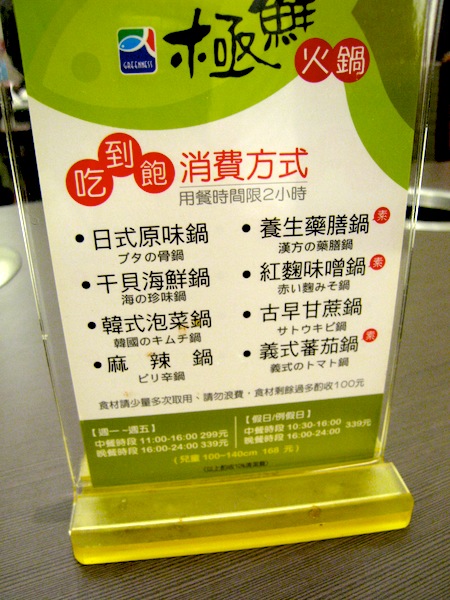 GREENNESS
極鮮
火鍋
吃到飽 消費方式
用餐時間限2小時
•日式原味鍋
ブタの骨鍋
•干貝海鮮鍋
海の珍味鍋
•韓式泡菜鍋
韓國のキムチ鍋
•麻 辣 鍋
ピリ辛鍋
•養生藥膳鍋 素
漢方の藥膳鍋
•紅麴味噌鍋 素
赤い麴みそ鍋
•古早甘蔗鍋
サトウキビ鍋
•義式蕃茄鍋 素
義式のトマト鍋
食材請少量多次取用、請勿浪費,食材剩餘過多酌收100元
【週一~週五】
中餐時段 11:00-16:00 299元
晚餐時段 16:00-24:00 339元
【假日/例假日】
中餐時段 10:30-16:00
晚餐時段 16:00-24:00
339元
(兒童 100~140cm 168 元)